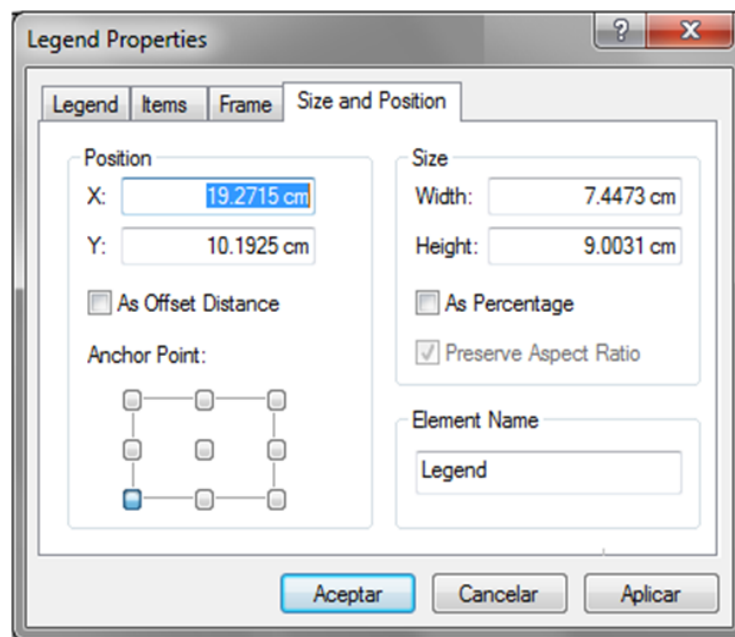 Legend Properties
Legend Items Frame Size and Position
Position
X: 19.2715 cm
Y: 10.1925 cm
As Offset Distance
Anchor Point:
Size
Width: 7.4473 cm
Height: 9.0031 cm
As Percentage
Preserve Aspect Ratio
Element Name
Legend
Aceptar Cancelar Aplicar